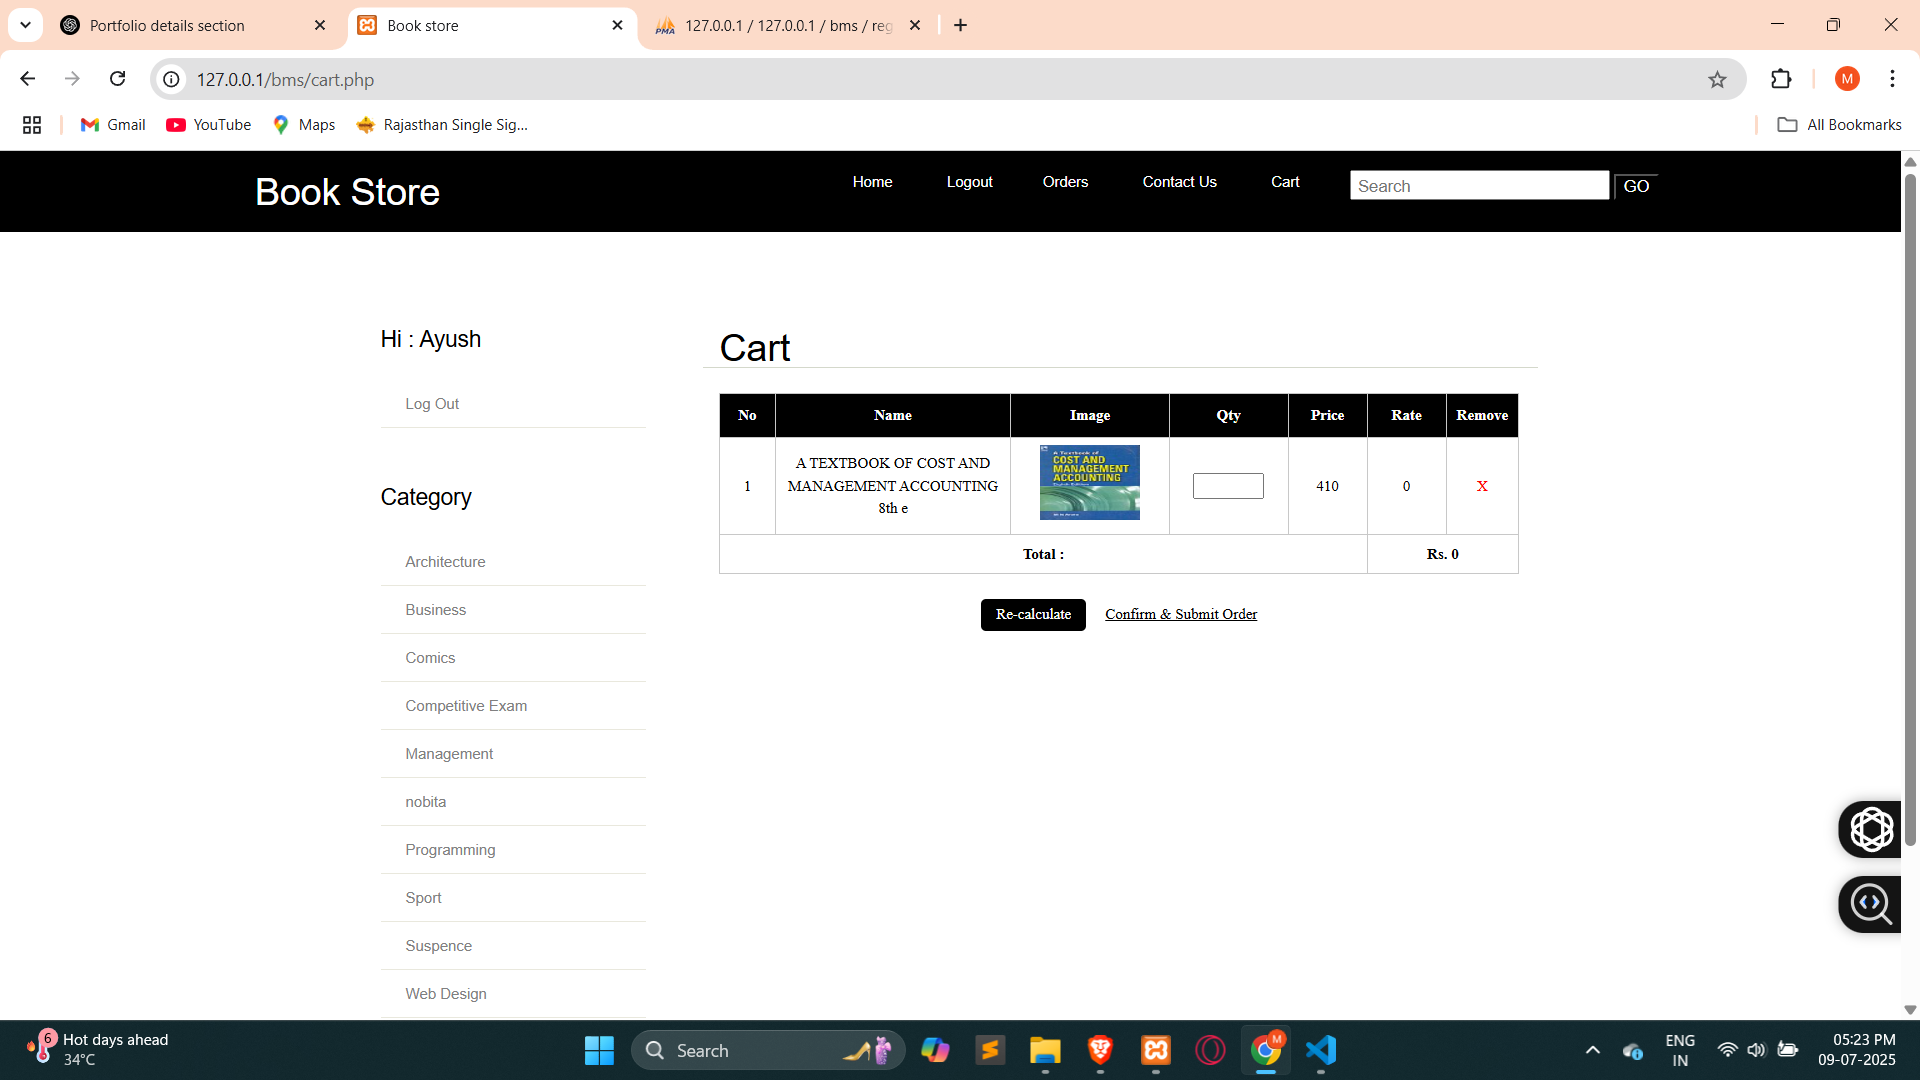 Portfolio details section
Book store
127.0.0.1 / 127.0.0.1 / bms / reg
127.0.0.1/bms/cart.php
M
Gmail
YouTube
Maps
Rajasthan Single Sig...
All Bookmarks
Book Store
Home
Logout
Orders
Contact Us
Cart
Search
GO
Hi : Ayush
Log Out
Category
Architecture
Business
Comics
Competitive Exam
Management
nobita
Programming
Sport
Suspence
Web Design
Cart
No Name Image Qty Price Rate Remove
1
A TEXTBOOK OF COST AND
MANAGEMENT ACCOUNTING
8th e
A Textbook of
COST AND
MANAGEMENT
ACCOUNTING
410
0
X
Total :
Rs. 0
Re-calculate
Confirm & Submit Order
6
Hot days ahead
34°C
Search
M
ENG
IN
05:23 PM
09-07-2025